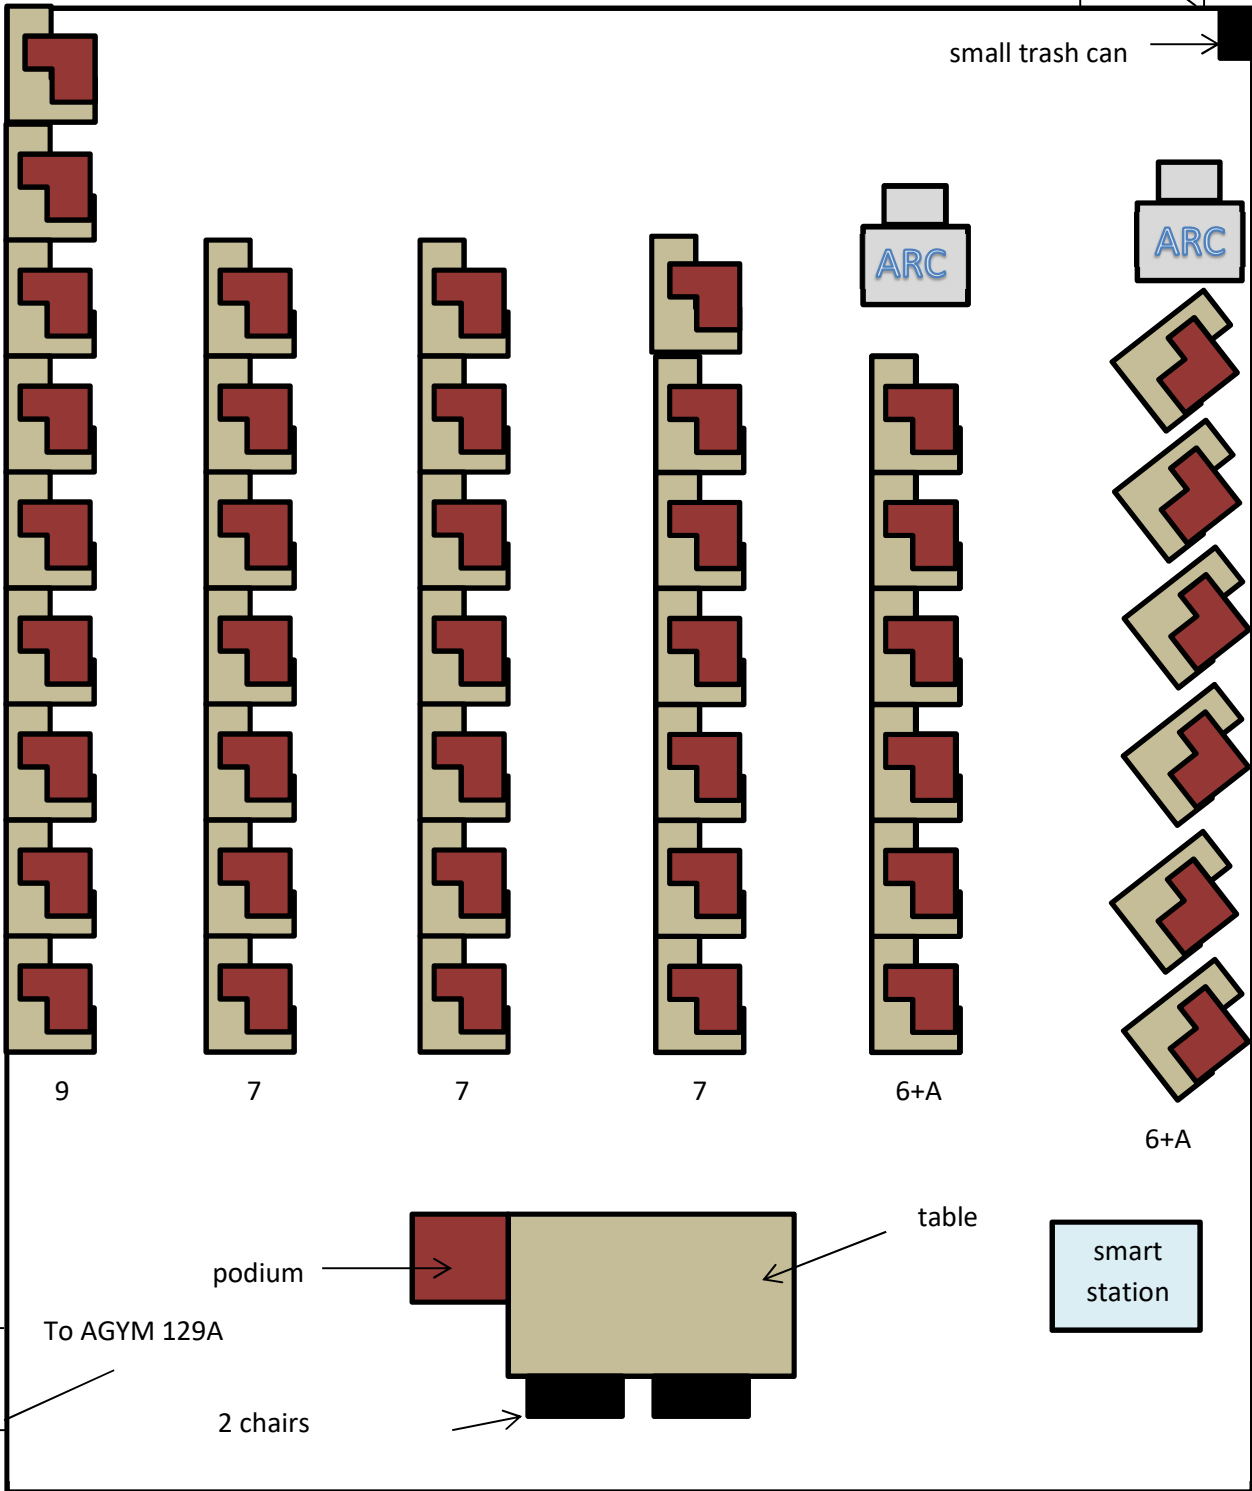 small trash can
ARC
ARC
9
7
7
7
6+A
6+A
table
podium
smart
station
To AGYM 129A
2 chairs